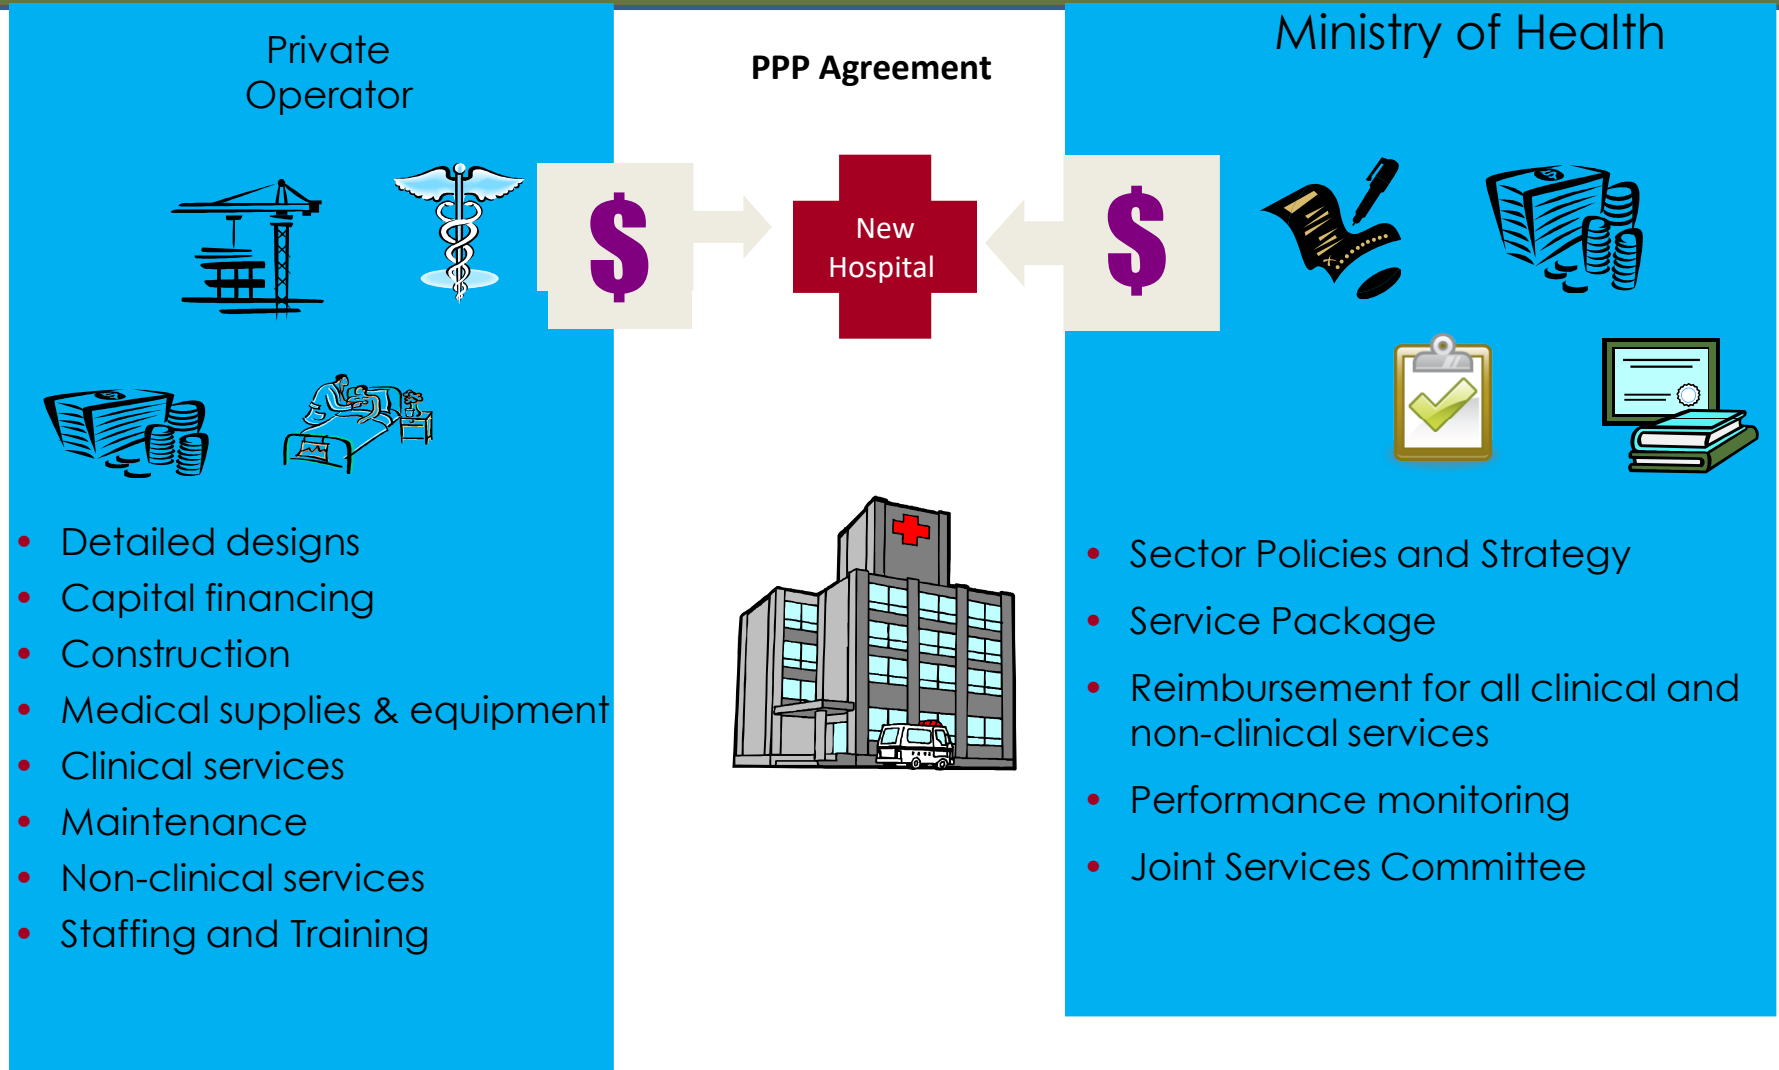 Private
Operator
PPP Agreement
Ministry of Health
$
New
Hospital
$
• Detailed designs
• Capital financing
• Construction
• Medical supplies & equipment
• Clinical services
• Maintenance
• Non-clinical services
• Staffing and Training
• Sector Policies and Strategy
• Service Package
• Reimbursement for all clinical and
non-clinical services
• Performance monitoring
• Joint Services Committee